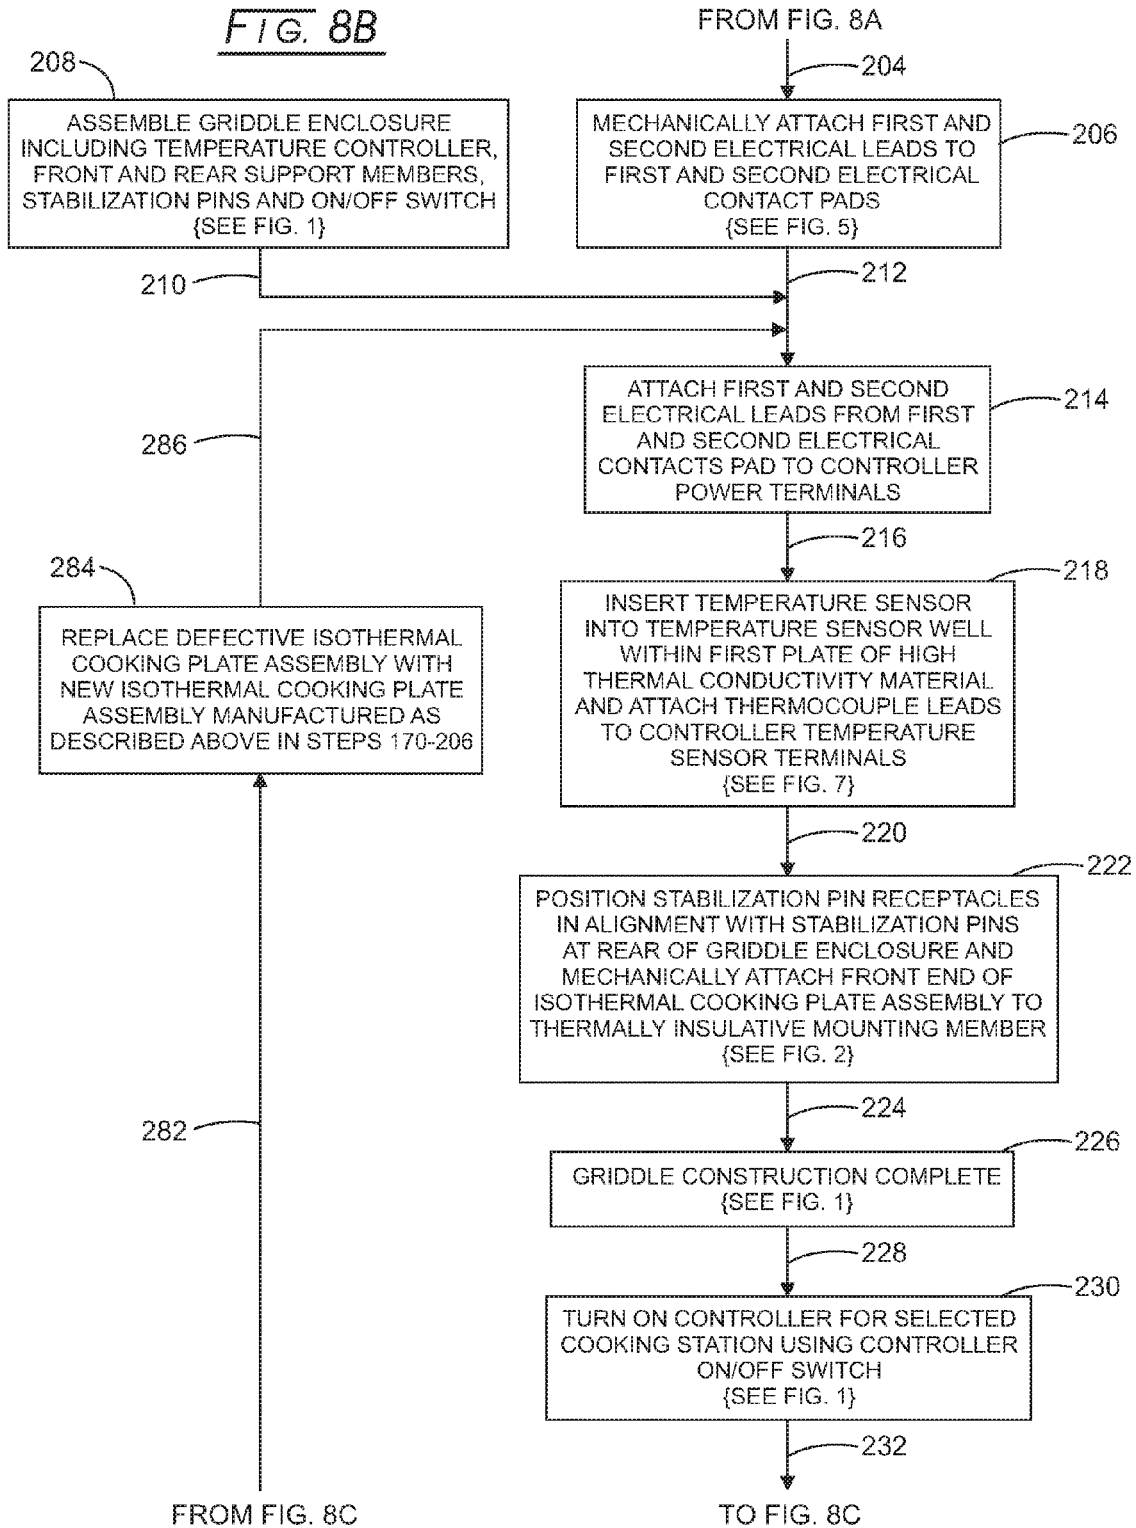 FIG. 8B
FROM FIG. 8A
204
208
ASSEMBLE GRIDDLE ENCLOSURE
INCLUDING TEMPERATURE CONTROLLER,
FRONT AND REAR SUPPORT MEMBERS,
STABILIZATION PINS AND ON/OFF SWITCH
{SEE FIG. 1}
206
MECHANICALLY ATTACH FIRST AND
SECOND ELECTRICAL LEADS TO
FIRST AND SECOND ELECTRICAL
CONTACT PADS
{SEE FIG. 5}
210
212
286
214
ATTACH FIRST AND SECOND
ELECTRICAL LEADS FROM FIRST
AND SECOND ELECTRICAL
CONTACTS PAD TO CONTROLLER
POWER TERMINALS
216
284
REPLACE DEFECTIVE ISOTHERMAL
COOKING PLATE ASSEMBLY WITH
NEW ISOTHERMAL COOKING PLATE
ASSEMBLY MANUFACTURED AS
DESCRIBED ABOVE IN STEPS 170-206
218
INSERT TEMPERATURE SENSOR
INTO TEMPERATURE SENSOR WELL
WITHIN FIRST PLATE OF HIGH
THERMAL CONDUCTIVITY MATERIAL
AND ATTACH THERMOCOUPLE LEADS
TO CONTROLLER TEMPERATURE
SENSOR TERMINALS
{SEE FIG. 7}
220
222
POSITION STABILIZATION PIN RECEPTACLES
IN ALIGNMENT WITH STABILIZATION PINS
AT REAR OF GRIDDLE ENCLOSURE AND
MECHANICALLY ATTACH FRONT END OF
ISOTHERMAL COOKING PLATE ASSEMBLY TO
THERMALLY INSULATIVE MOUNTING MEMBER
{SEE FIG. 2}
224
282
226
GRIDDLE CONSTRUCTION COMPLETE
{SEE FIG. 1}
228
230
TURN ON CONTROLLER FOR SELECTED
COOKING STATION USING CONTROLLER
ON/OFF SWITCH
{SEE FIG. 1}
232
FROM FIG. 8C
TO FIG. 8C